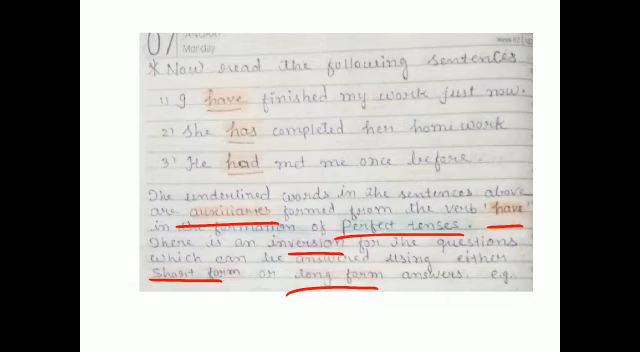 07
JANUARY
Monday
* Now read the following sentences
1) I have finished my work just now.
2) She has completed her home work
3) He had met me once before.
The underlined words in the sentences above
are auxiliaries formed from the verb 'have'
in the formation of Perfect tenses.
There is an inversion for the questions
which can be answered using either
Short form or long form answers. e.g.